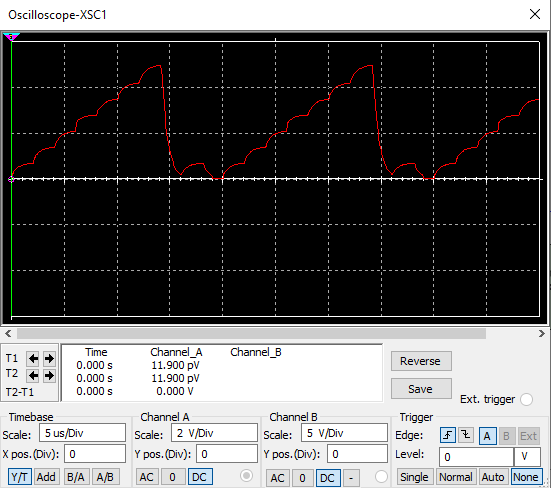 Oscilloscope-XSC1
T1
T2
T2-T1
Time Channel_A Channel_B
0.000 s 11.900 pV
0.000 s 11.900 pV
0.000 s 0.000 V
Reverse
Save
Ext. trigger
Timebase
Scale: 5 us/Div
X pos.(Div): 0
Y/T Add B/A A/B
Channel A
Scale: 2 V/Div
Y pos.(Div): 0
AC 0 DC
Channel B
Scale: 5 V/Div
Y pos.(Div): 0
AC 0 DC -
Trigger
Edge: A B Ext
Level: 0 V
Single Normal Auto None